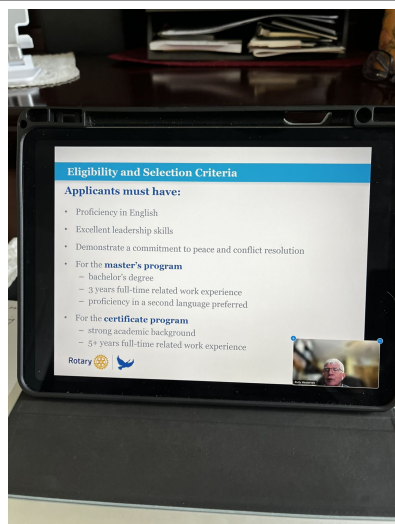 Eligibility and Selection Criteria
Applicants must have:
• Proficiency in English
• Excellent leadership skills
• Demonstrate a commitment to peace and conflict resolution
• For the master's program
– bachelor's degree
– 3 years full-time related work experience
– proficiency in a second language preferred
• For the certificate program
– strong academic background
– 5+ years full-time related work experience
Rotary